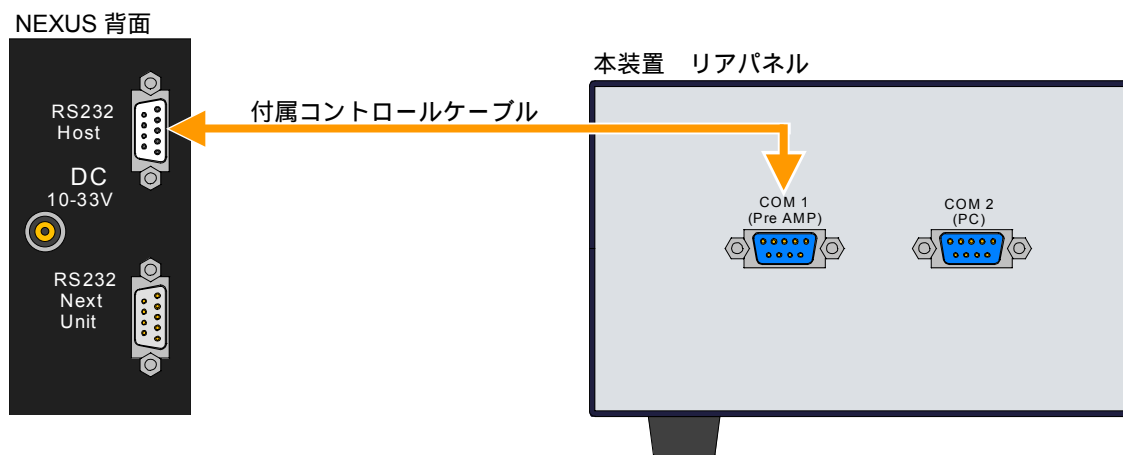 NEXUS 背面
RS232
Host
DC
10-33V
RS232
Next
Unit
付属コントロールケーブル
本装置　リアパネル
COM 1
(Pre AMP)
COM 2
(PC)